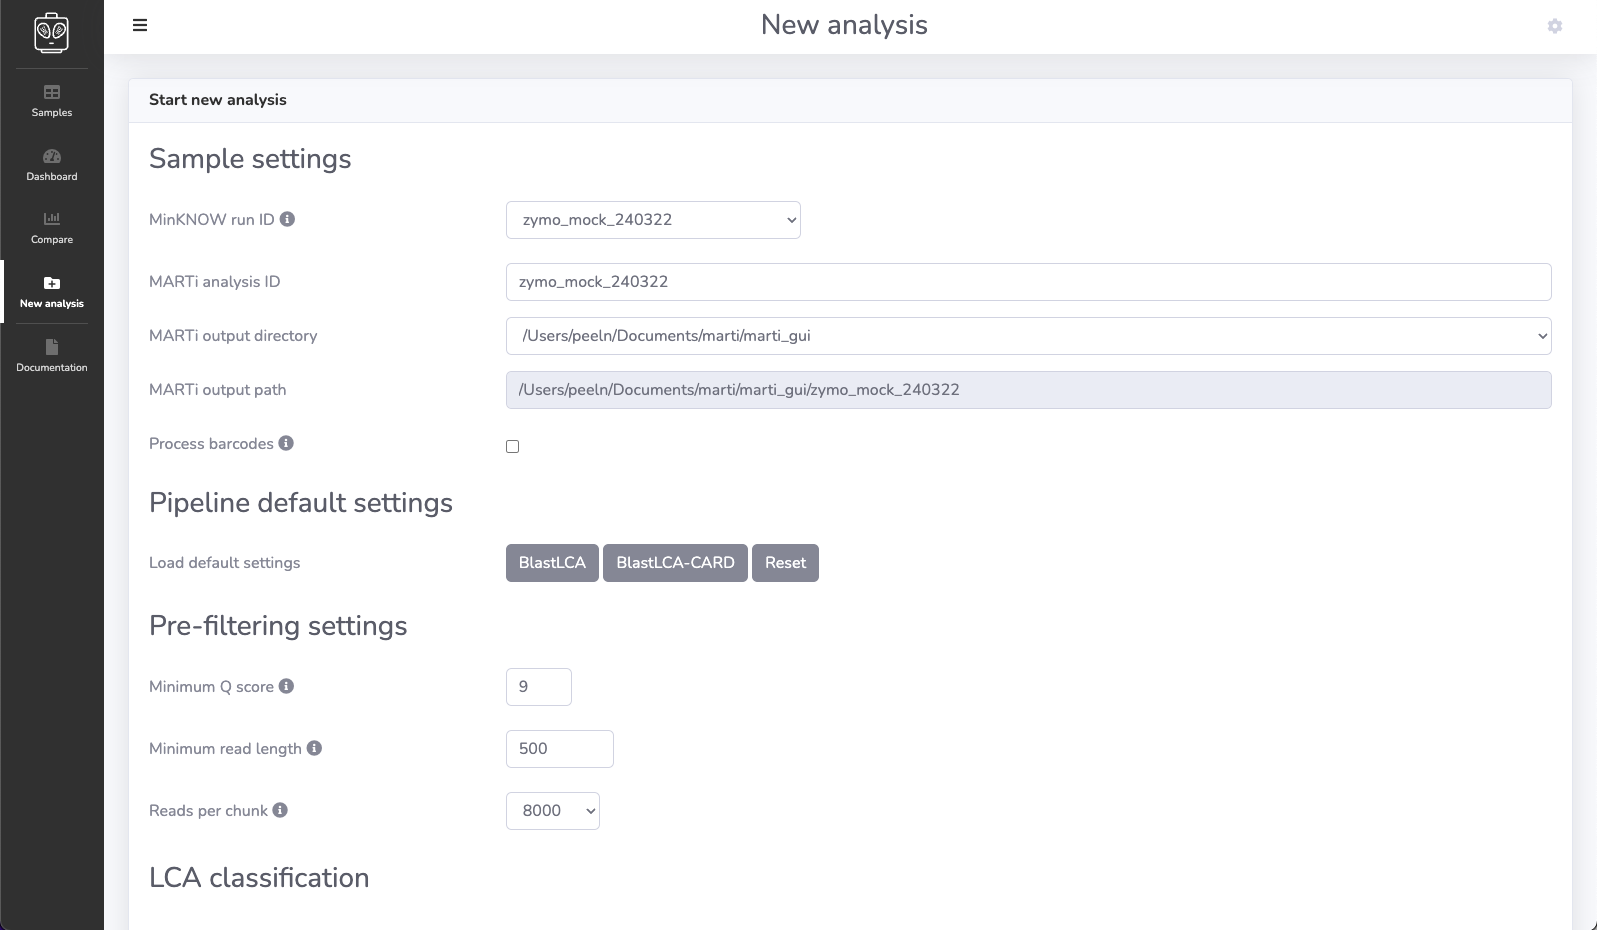 New analysis
Samples
Dashboard
Compare
New analysis
Documentation
Start new analysis
Sample settings
MinKNOW run ID zymo_mock_240322
MARTi analysis ID zymo_mock_240322
MARTi output directory /Users/peeln/Documents/marti/marti_gui
MARTi output path /Users/peeln/Documents/marti/marti_gui/zymo_mock_240322
Process barcodes
Pipeline default settings
Load default settings BlastLCA BlastLCA-CARD Reset
Pre-filtering settings
Minimum Q score 9
Minimum read length 500
Reads per chunk 8000
LCA classification